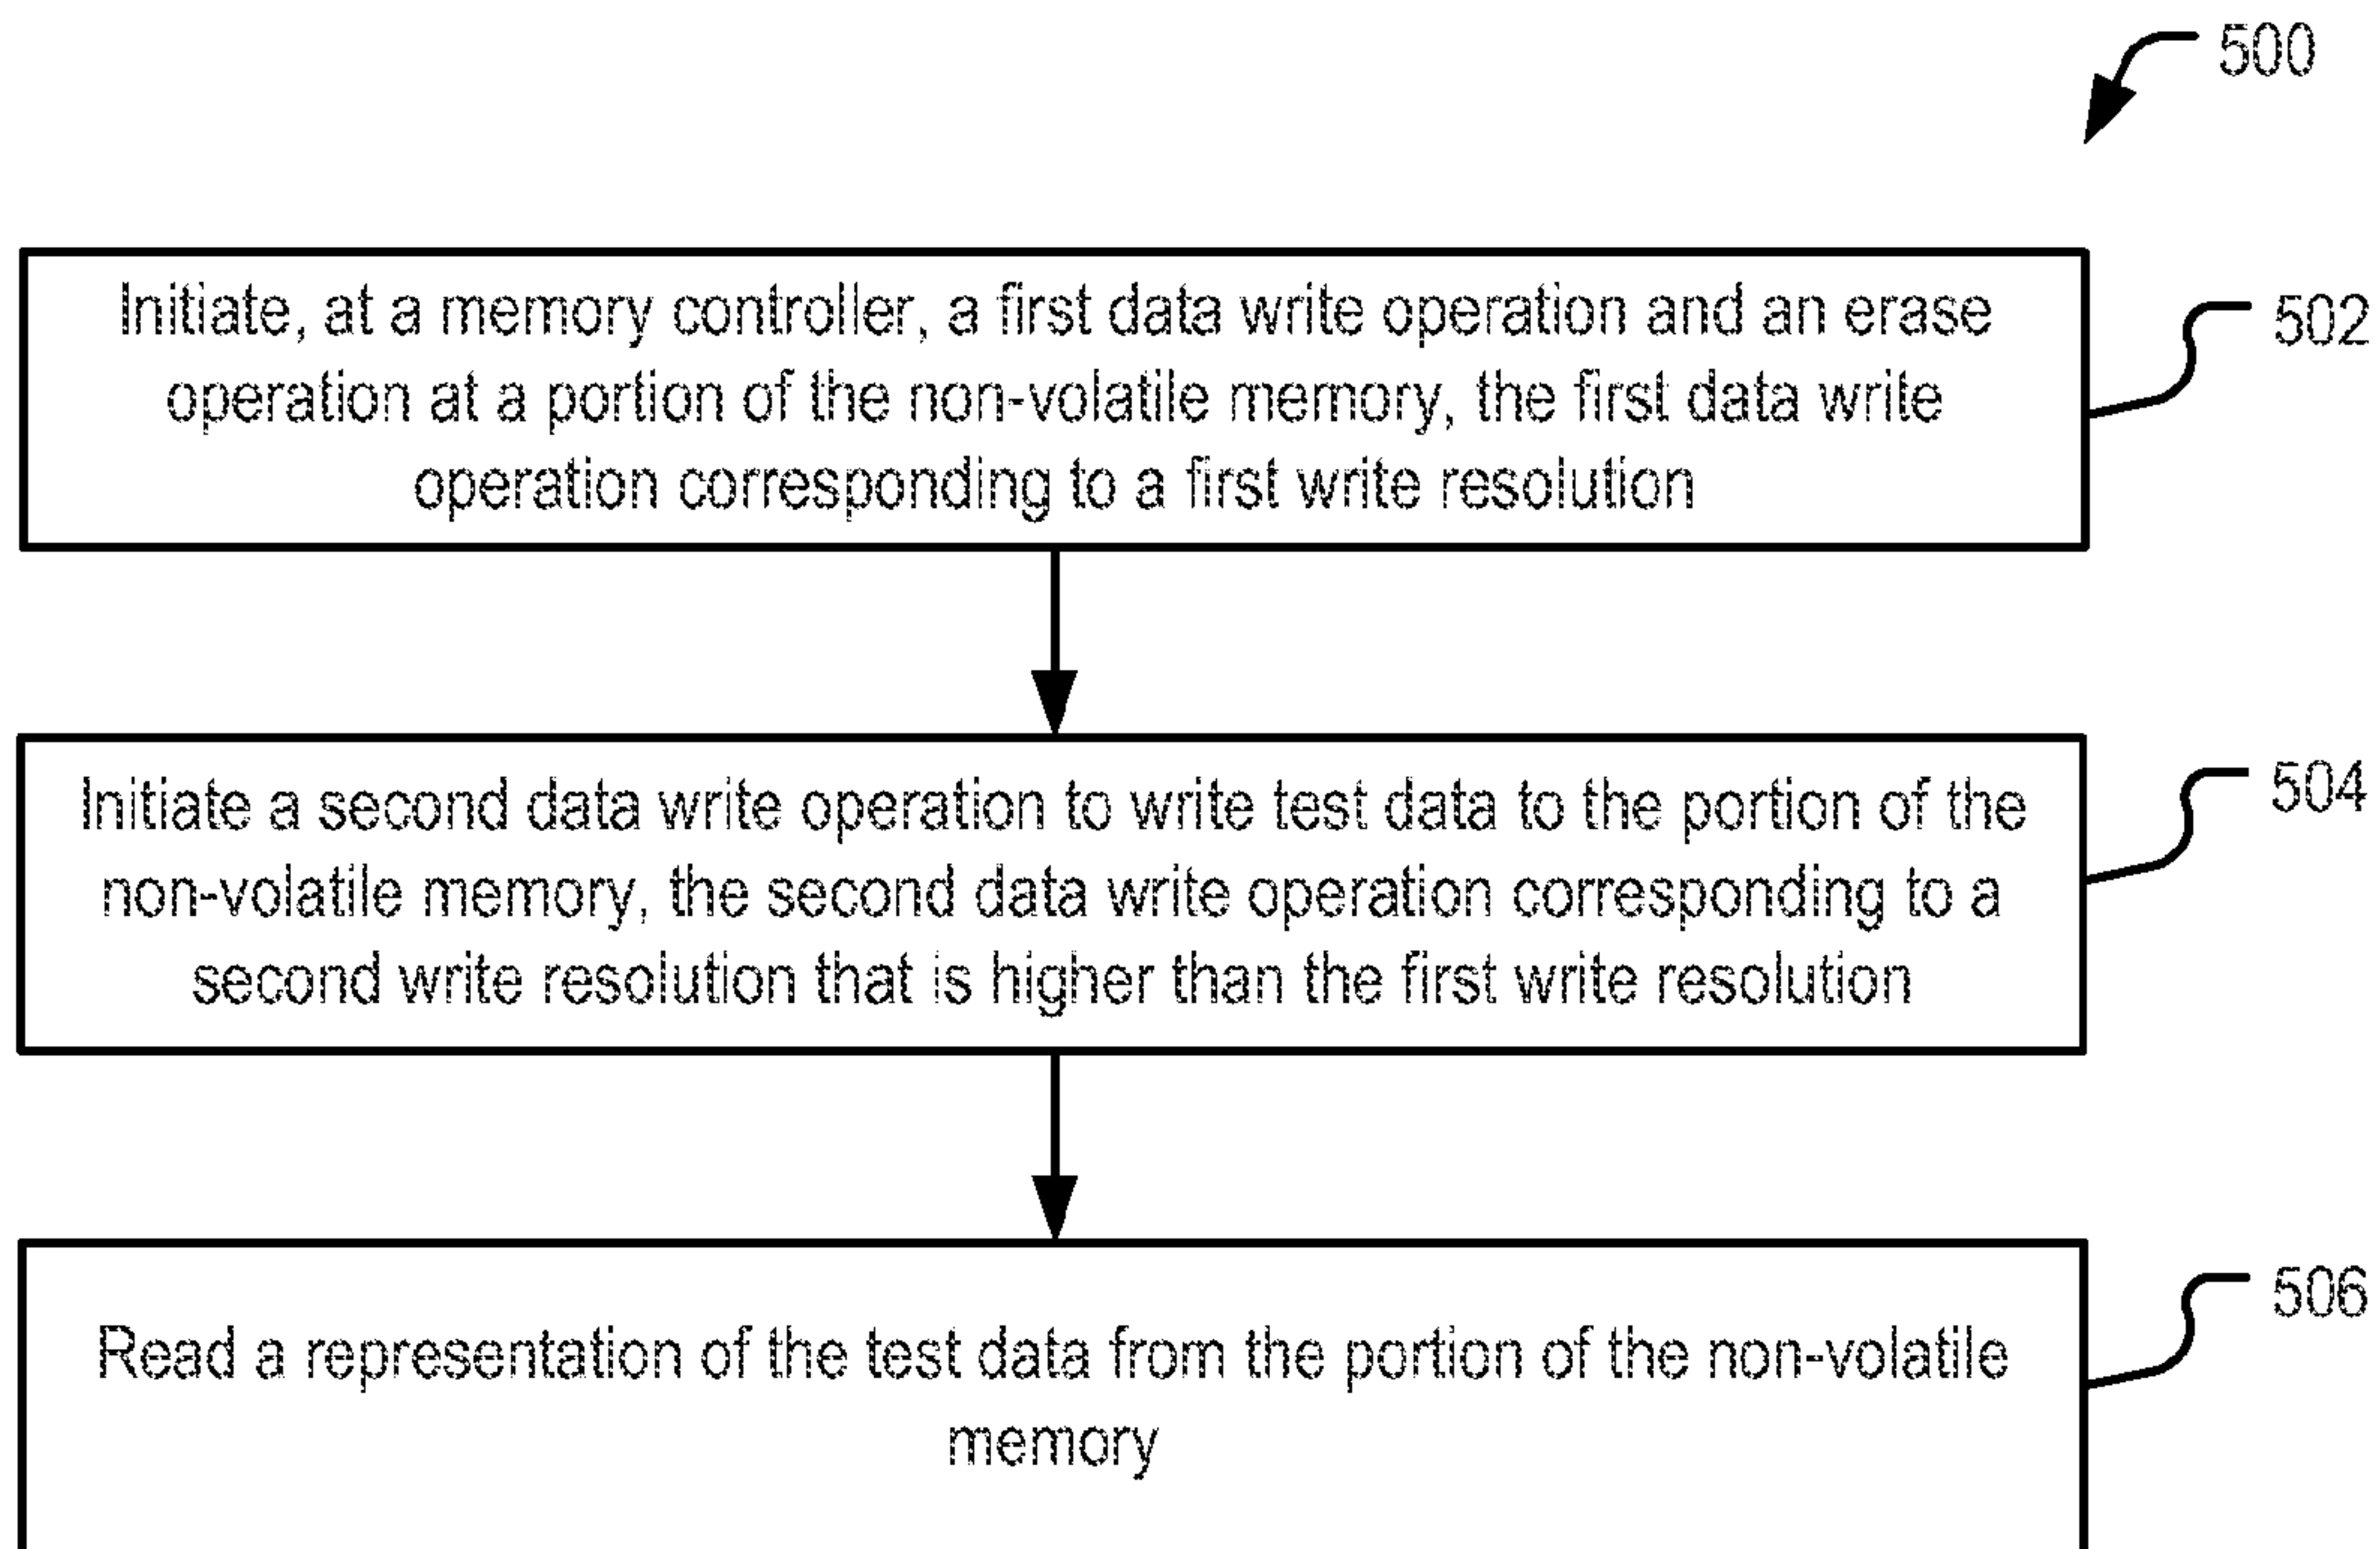 500
Initiate, at a memory controller, a first data write operation and an erase
operation at a portion of the non-volatile memory, the first data write
operation corresponding to a first write resolution
502
Initiate a second data write operation to write test data to the portion of the
non-volatile memory, the second data write operation corresponding to a
second write resolution that is higher than the first write resolution
504
Read a representation of the test data from the portion of the non-volatile
memory
506